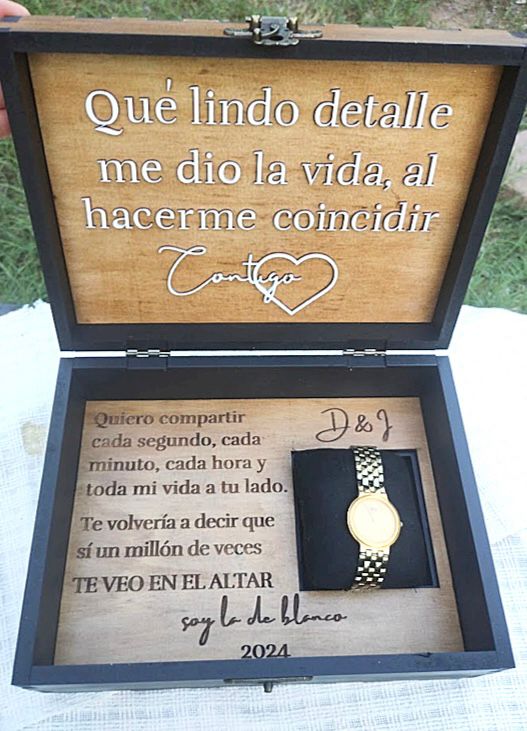 Qué lindo detalle
me dio la vida, al
hacerme coincidir
Contigo
Quiero compartir
cada segundo, cada
minuto, cada hora y
toda mi vida a tu lado.
Te volvería a decir que
sí un millón de veces
TE VEO EN EL ALTAR
soy la de blanco
2024
D & J